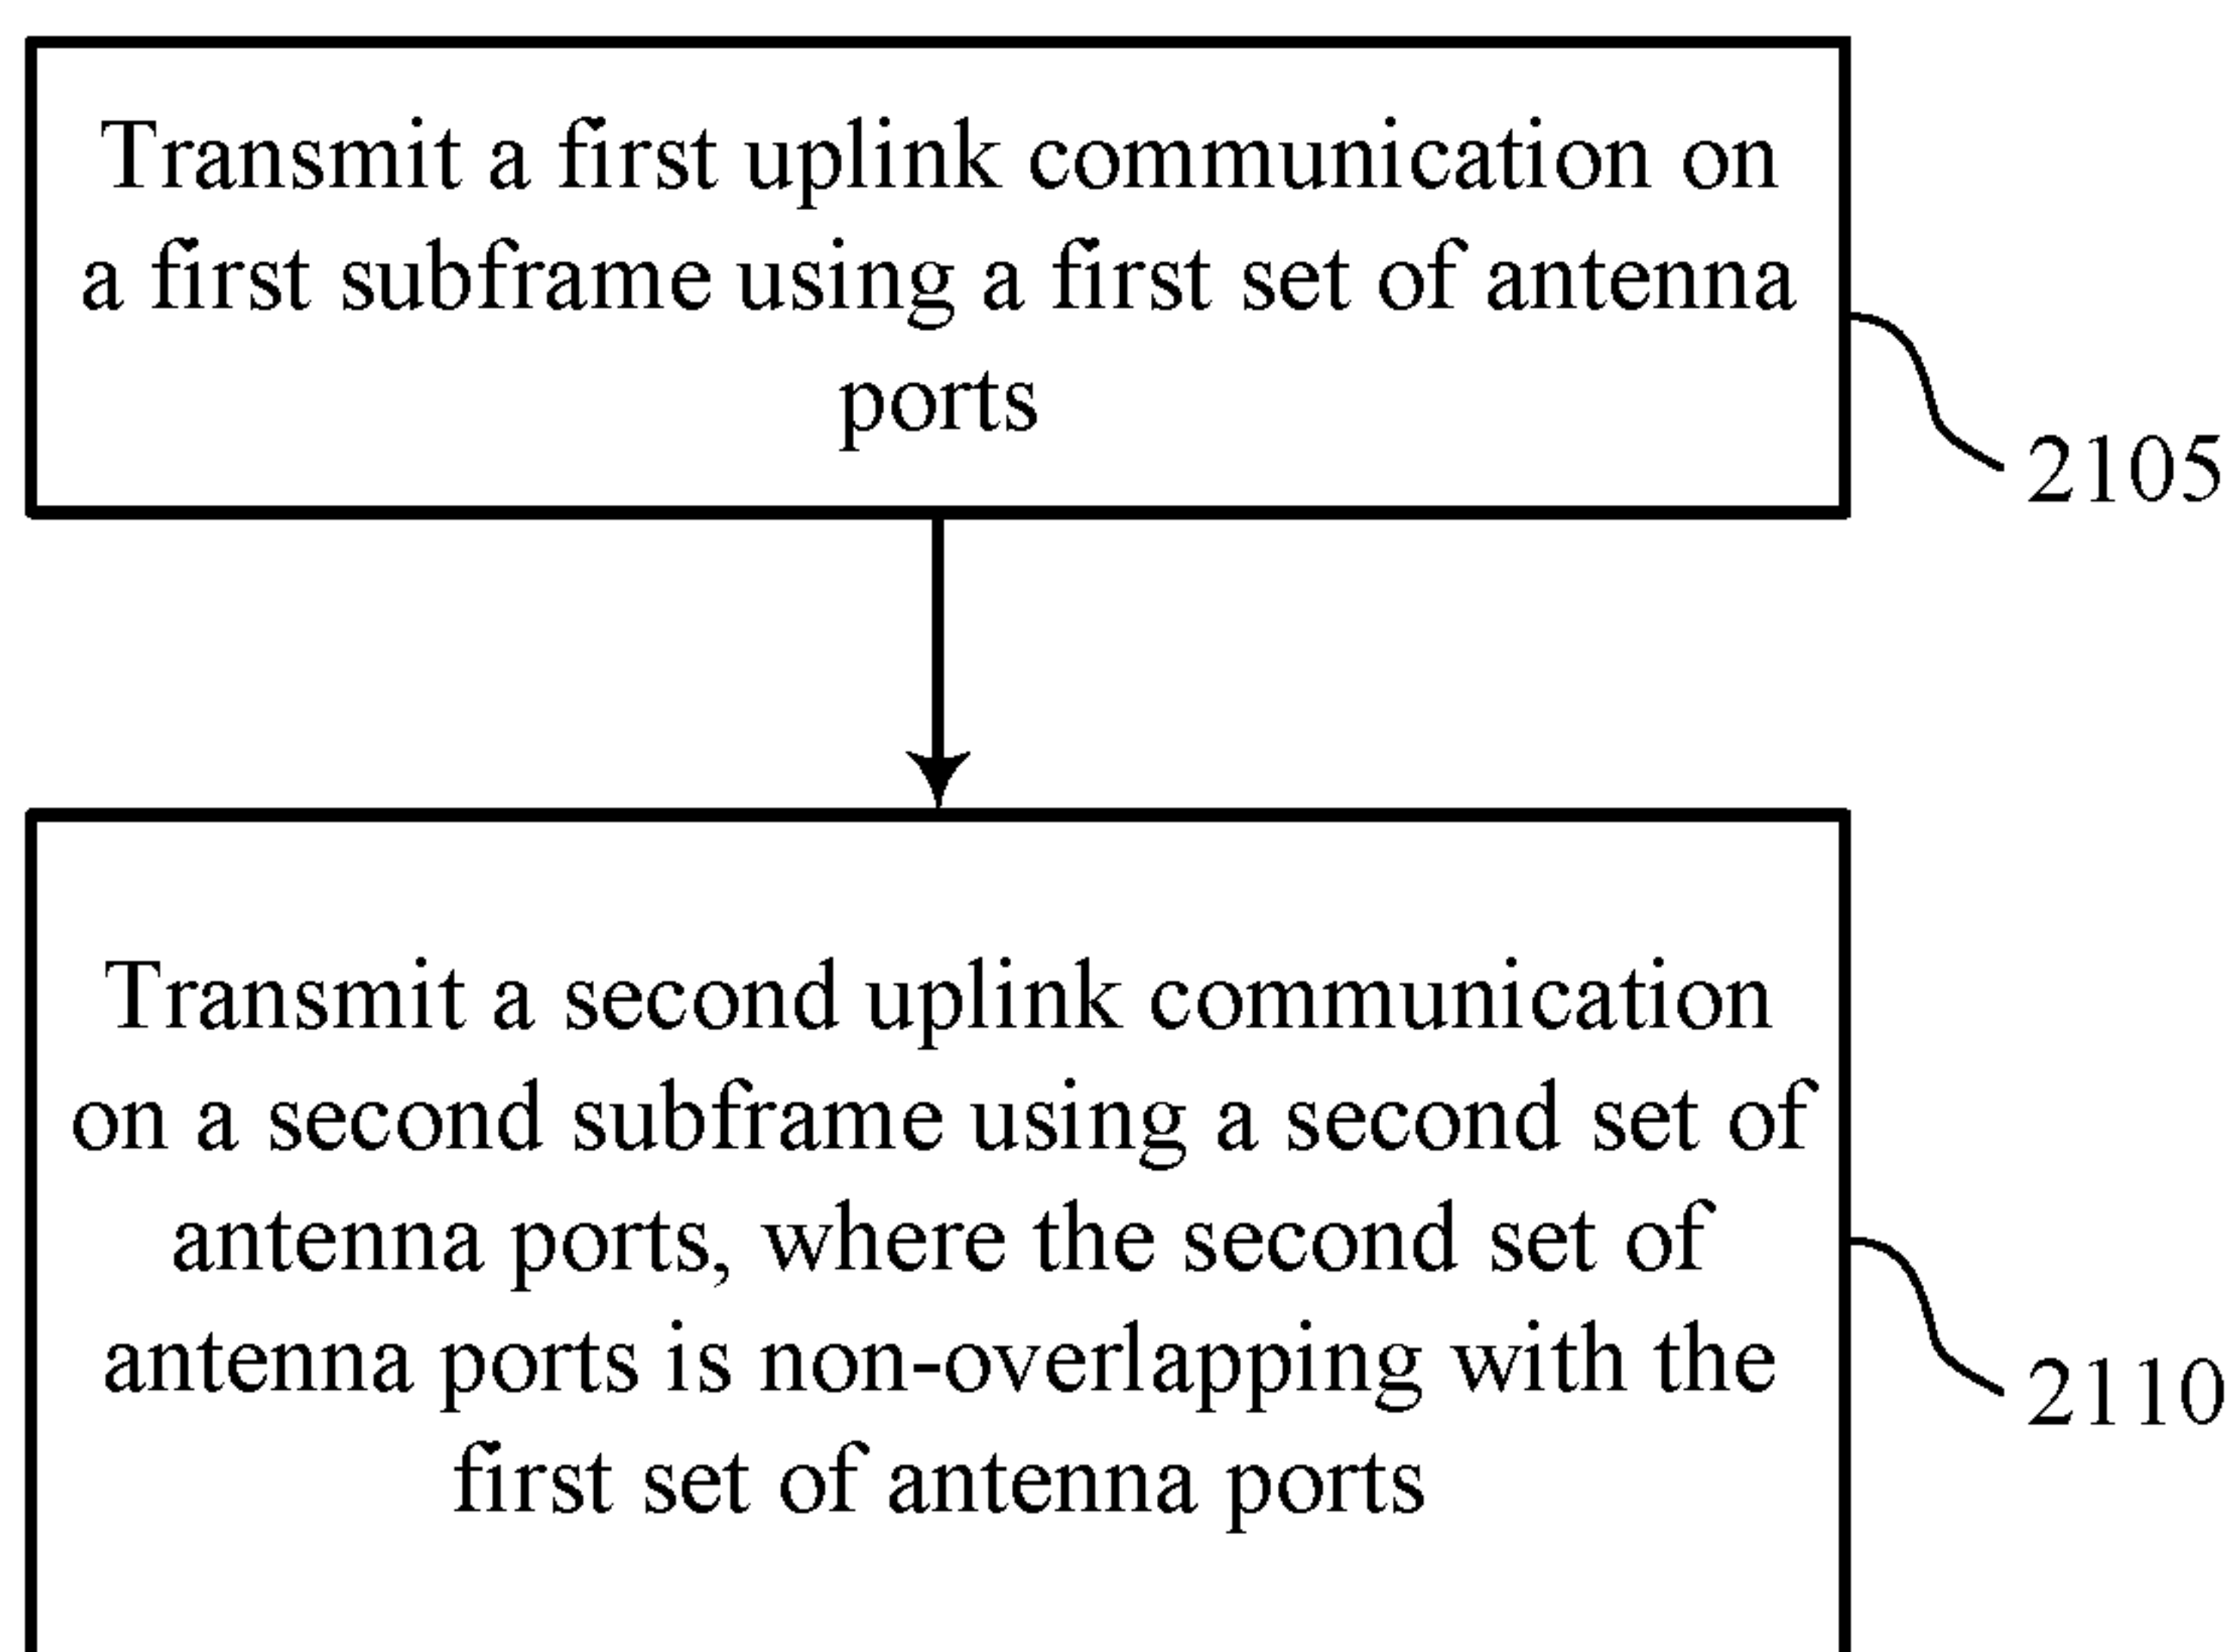 Transmit a first uplink communication on
a first subframe using a first set of antenna
ports
2105
Transmit a second uplink communication
on a second subframe using a second set of
antenna ports, where the second set of
antenna ports is non-overlapping with the
first set of antenna ports
2110